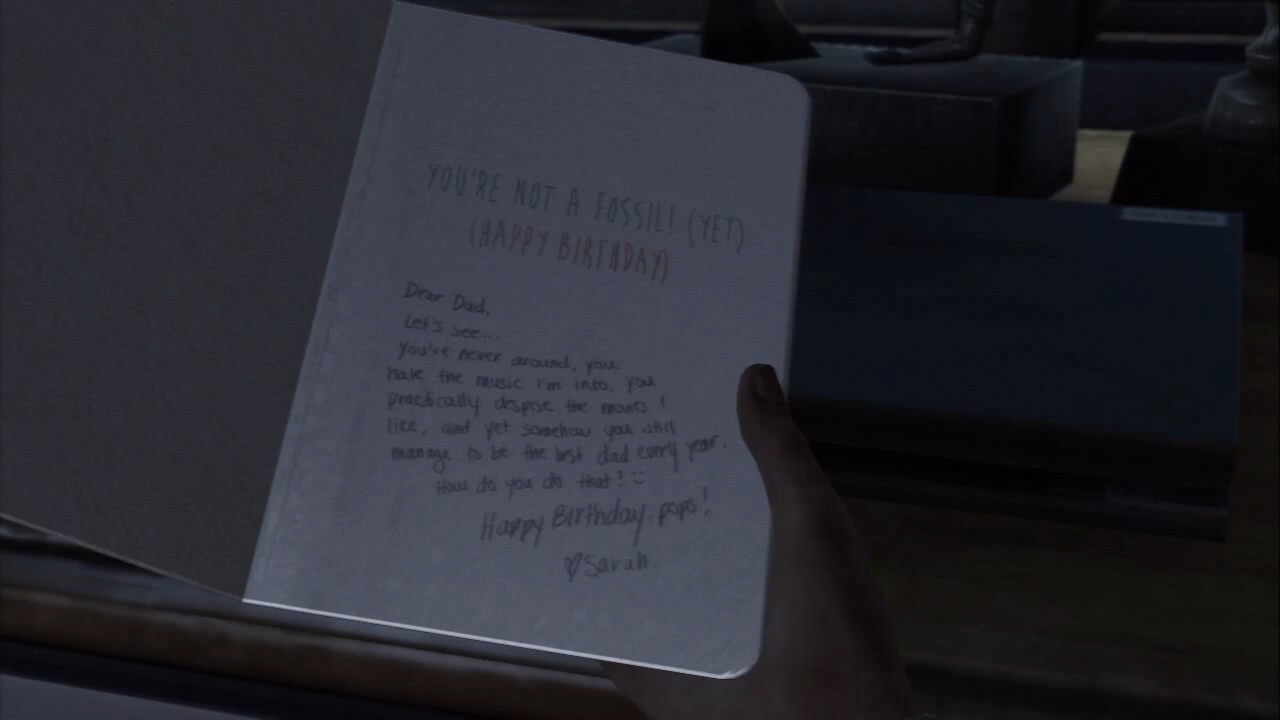 YOU'RE NOT A FOSSIL! (YET)
(HAPPY BIRTHDAY)
Dear Dad,
Let's see...
you're never around, you
hate the music I'm into, you
practically despise the movies I
like, and yet somehow you still
manage to be the best dad every year.
How do you do that? :)
Happy Birthday, pops!
♡Sarah.